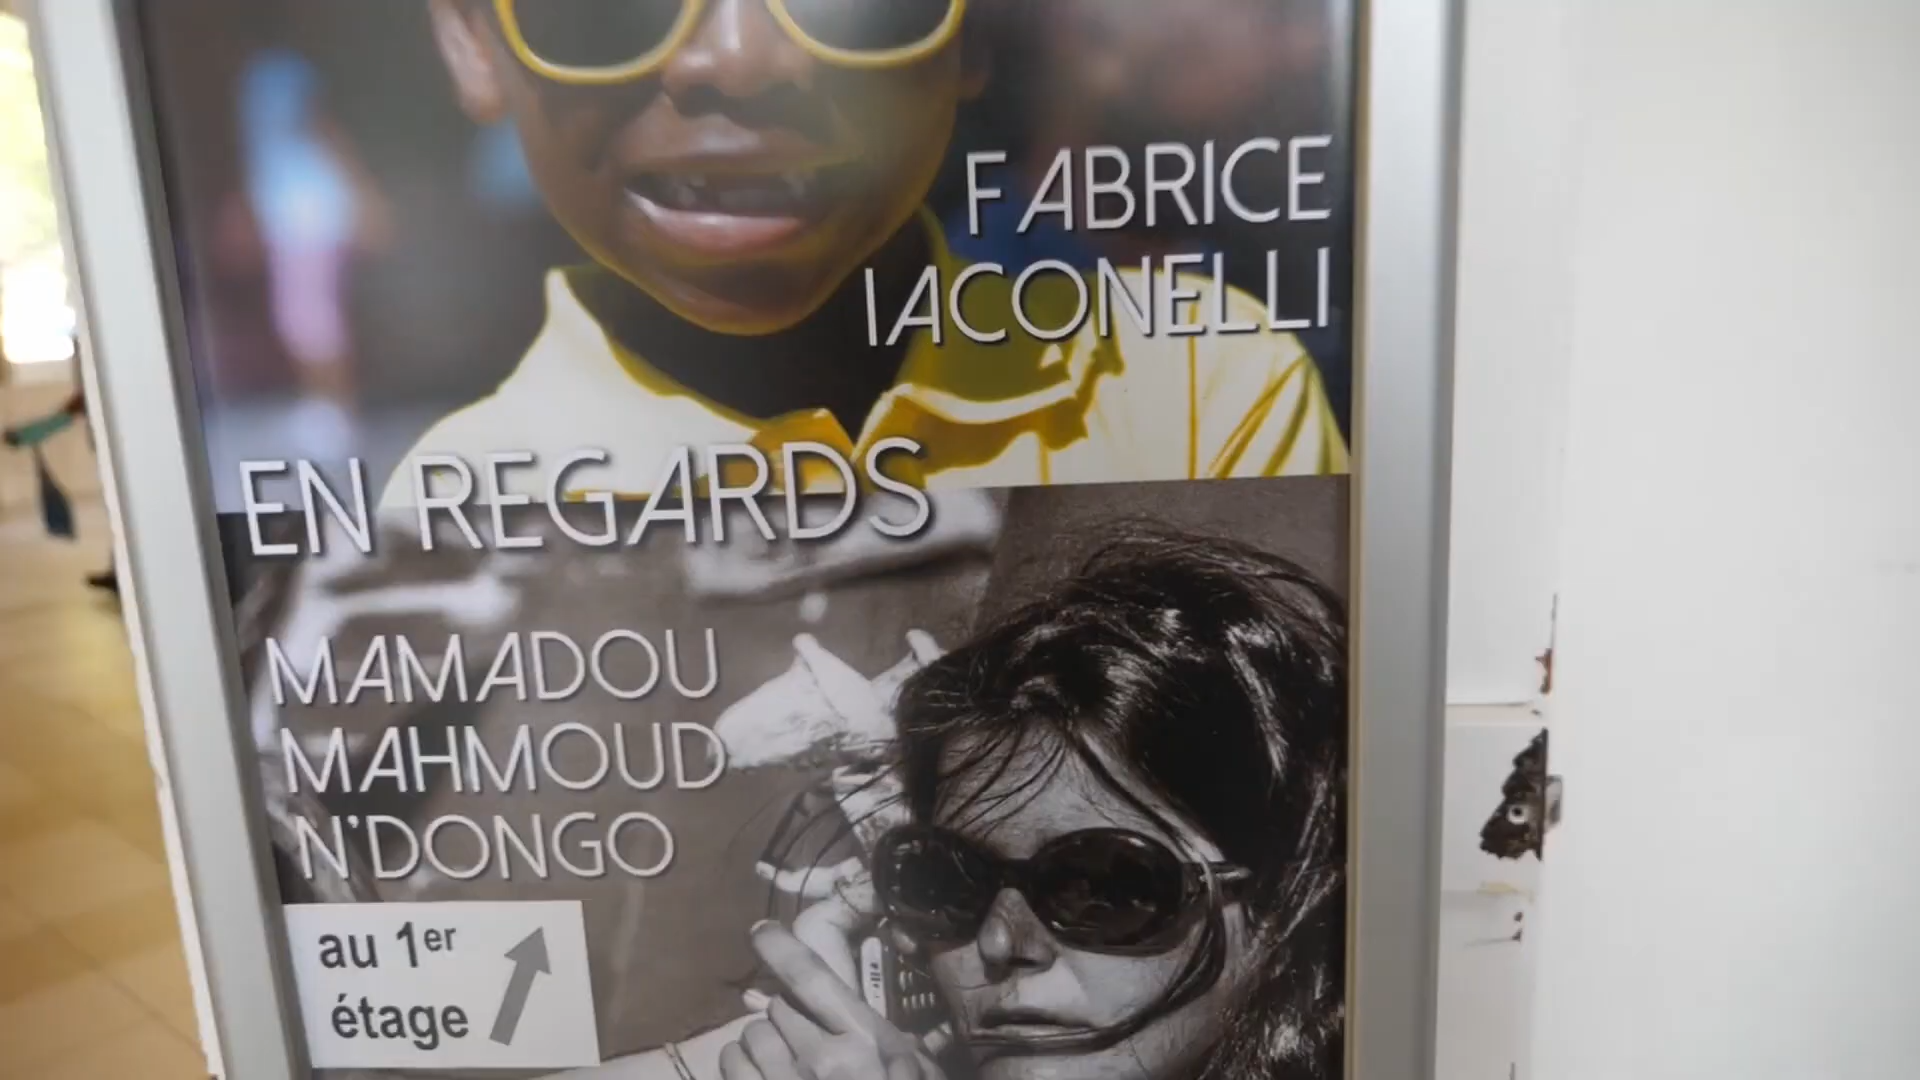 FABRICE
IACONELLI
EN REGARDS
MAMADOU
MAHMOUD
N'DONGO
au 1er
étage